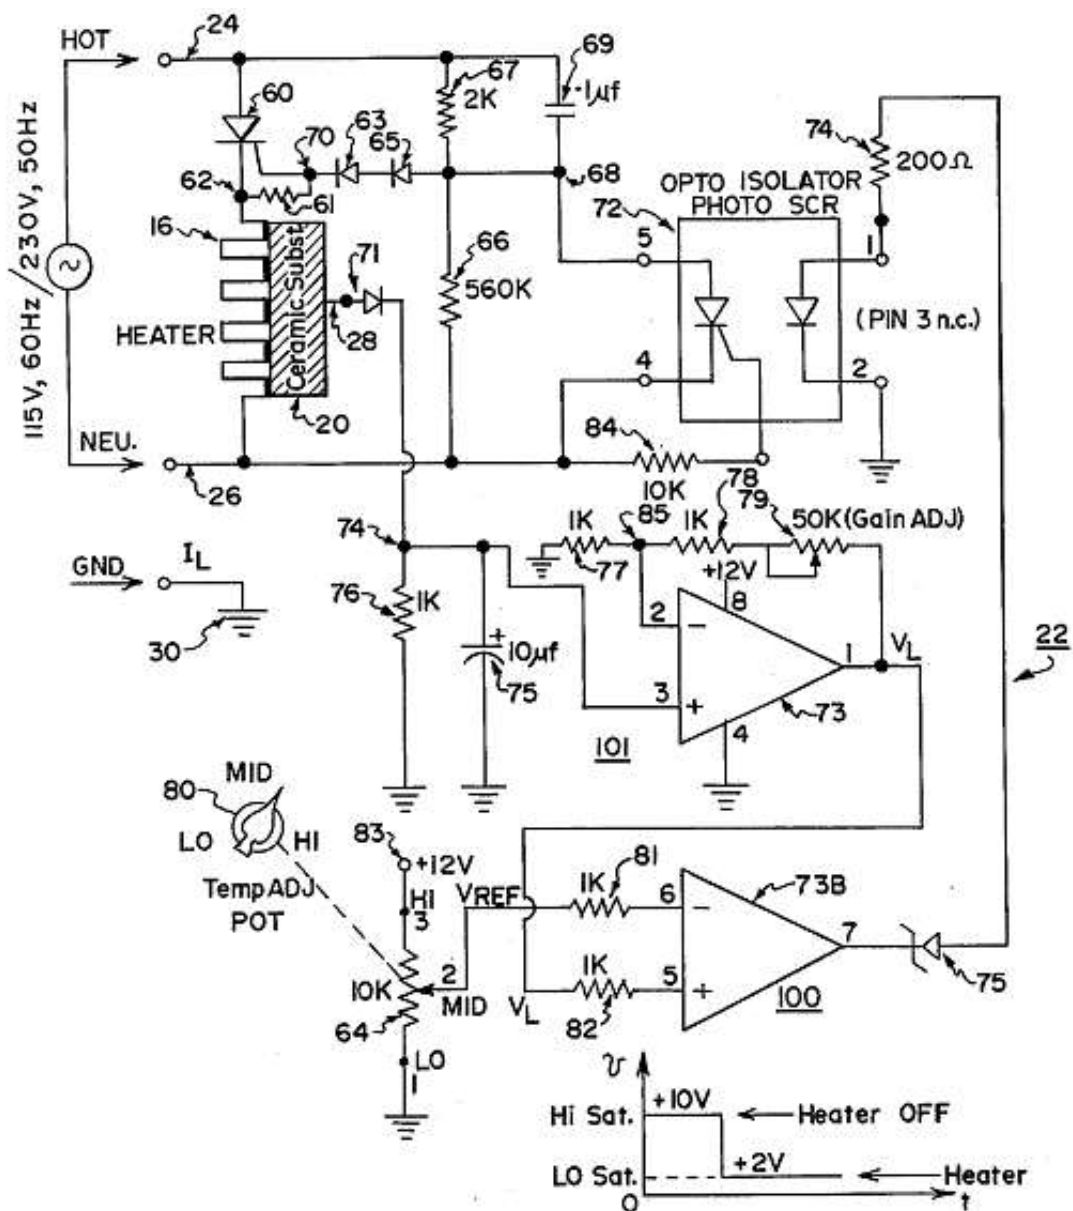 HOT
24
60
62
70
63
65
67
2K
69
.1µf
68
61
16
71
28
66
560K
HEATER
Ceramic Subst
20
115V, 60Hz/230V, 50Hz
NEU.
26
74
200Ω
OPTO ISOLATOR
PHOTO SCR
72
5
1
4
2
(PIN 3 n.c.)
84
10K
78
79
50K (Gain ADJ)
85
1K
1K
77
+12V
8
2
−
3
+
1
VL
4
73
101
22
74
76
1K
+
10µf
75
GND
IL
30
80
MID
LO
HI
Temp ADJ
POT
83
+12V
HI
3
VREF
81
1K
6
−
73B
7
75
100
10K
2
MID
64
LO
1
VL
1K
5
+
82
v
Hi Sat.
+10V
Heater OFF
LO Sat.
+2V
Heater
0
t